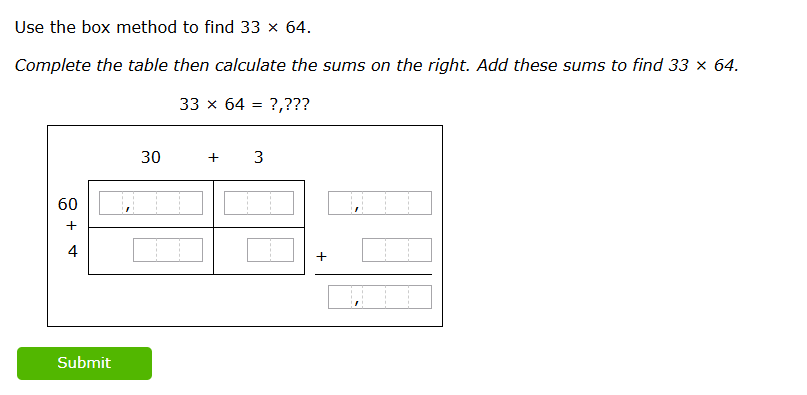 Use the box method to find 33 × 64.
Complete the table then calculate the sums on the right. Add these sums to find 33 × 64.
33 × 64 = ?,???
30 + 3
60 , ,
+
4 +
,
Submit